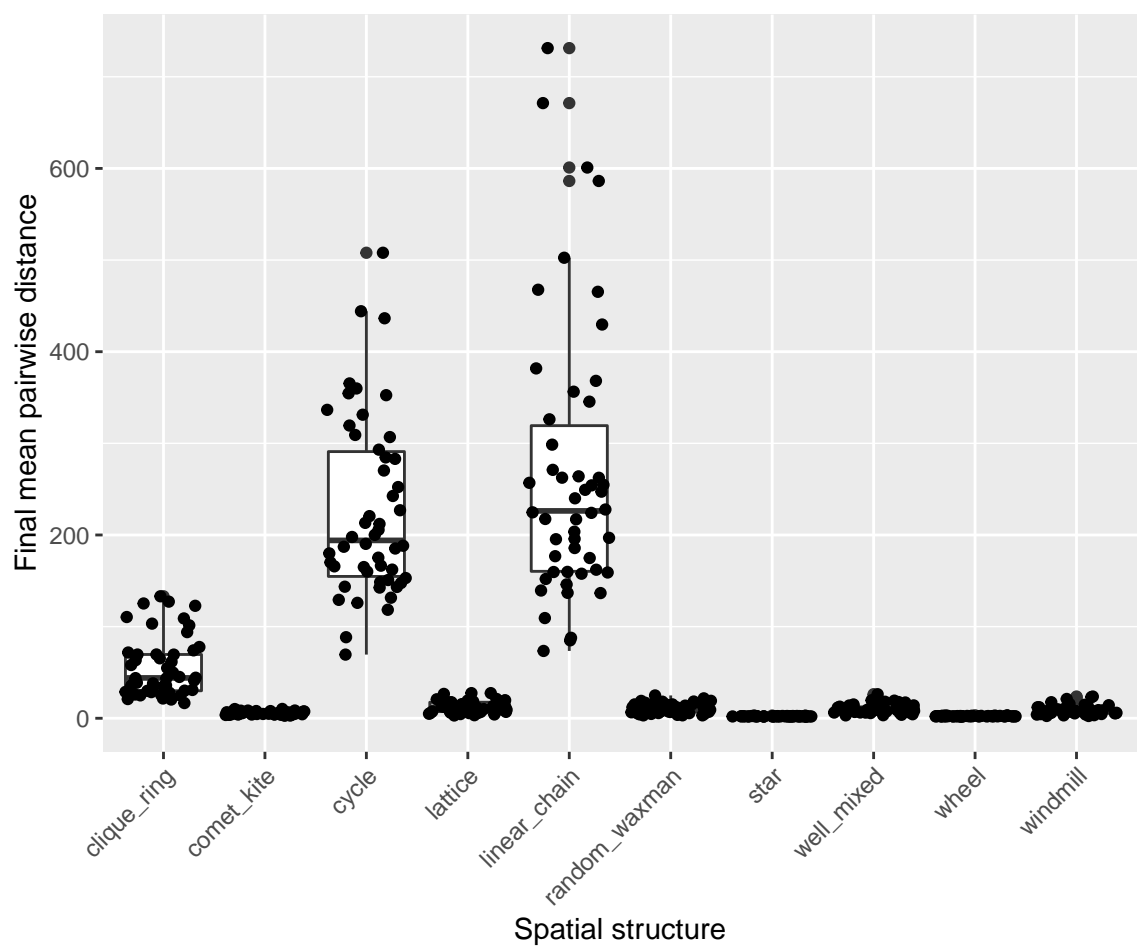 Final mean pairwise distance
600
400
200
0
clique_ring
comet_kite
cycle
lattice
linear_chain
random_waxman
star
well_mixed
wheel
windmill
Spatial structure